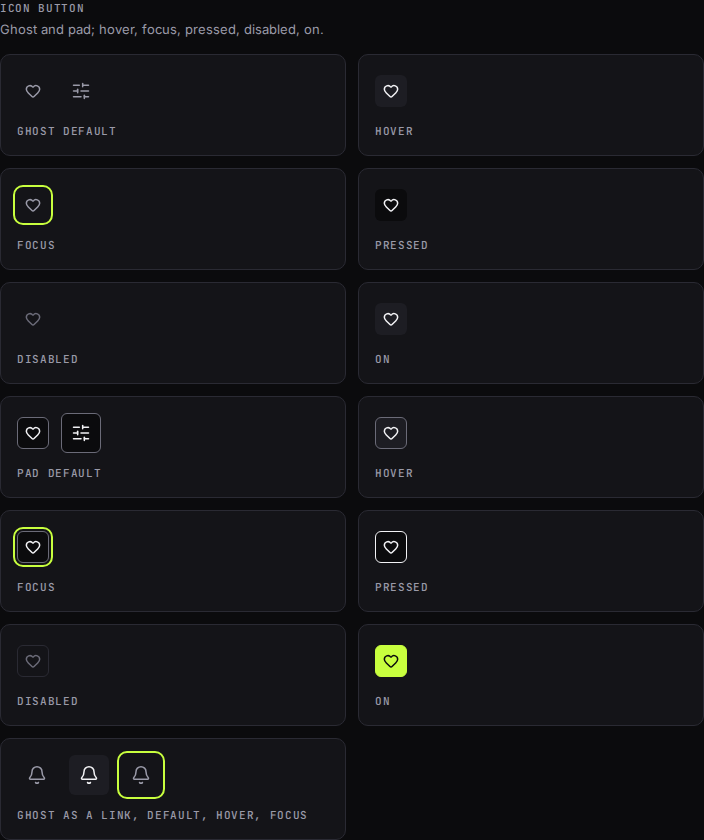 ICON BUTTON
Ghost and pad; hover, focus, pressed, disabled, on.
GHOST DEFAULT
HOVER
FOCUS
PRESSED
DISABLED
ON
PAD DEFAULT
HOVER
FOCUS
PRESSED
DISABLED
ON
GHOST AS A LINK, DEFAULT, HOVER, FOCUS